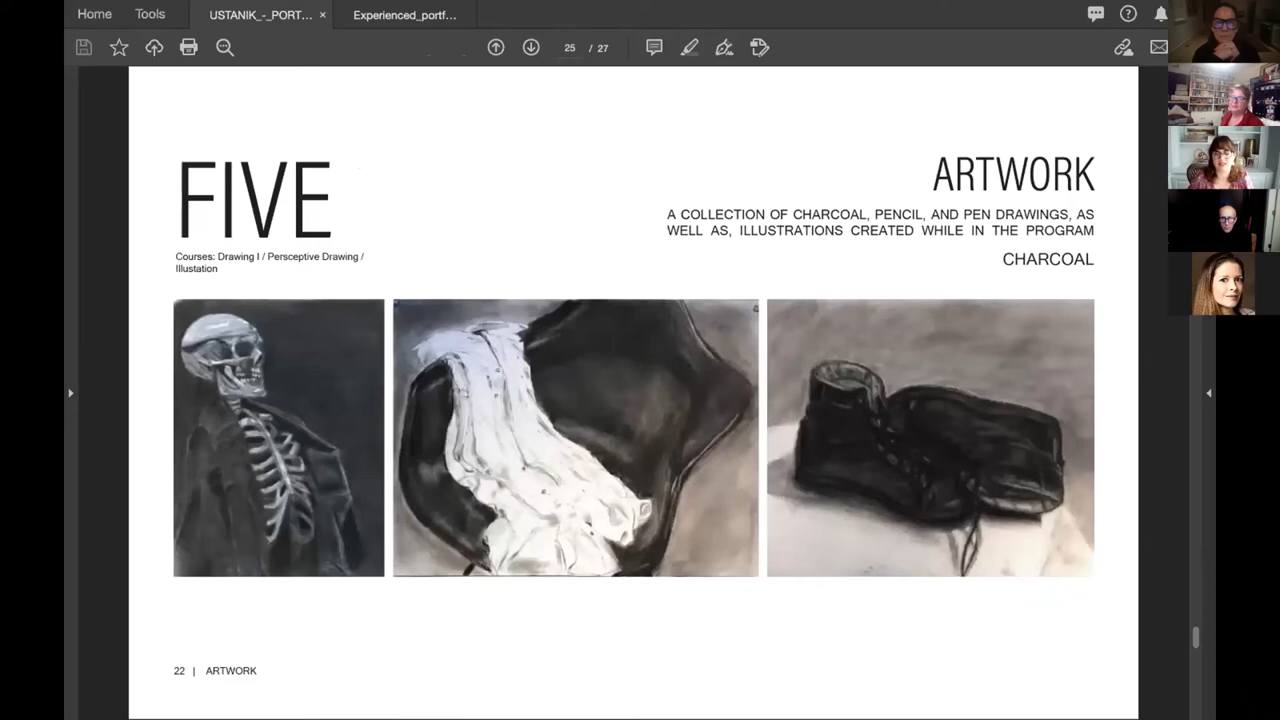 Home Tools USTANIK_-_PORT... × Experienced_portf...
25 / 27
FIVE
Courses: Drawing I / Persceptive Drawing /
Illustation
ARTWORK
A COLLECTION OF CHARCOAL, PENCIL, AND PEN DRAWINGS, AS
WELL AS, ILLUSTRATIONS CREATED WHILE IN THE PROGRAM
CHARCOAL
22 | ARTWORK